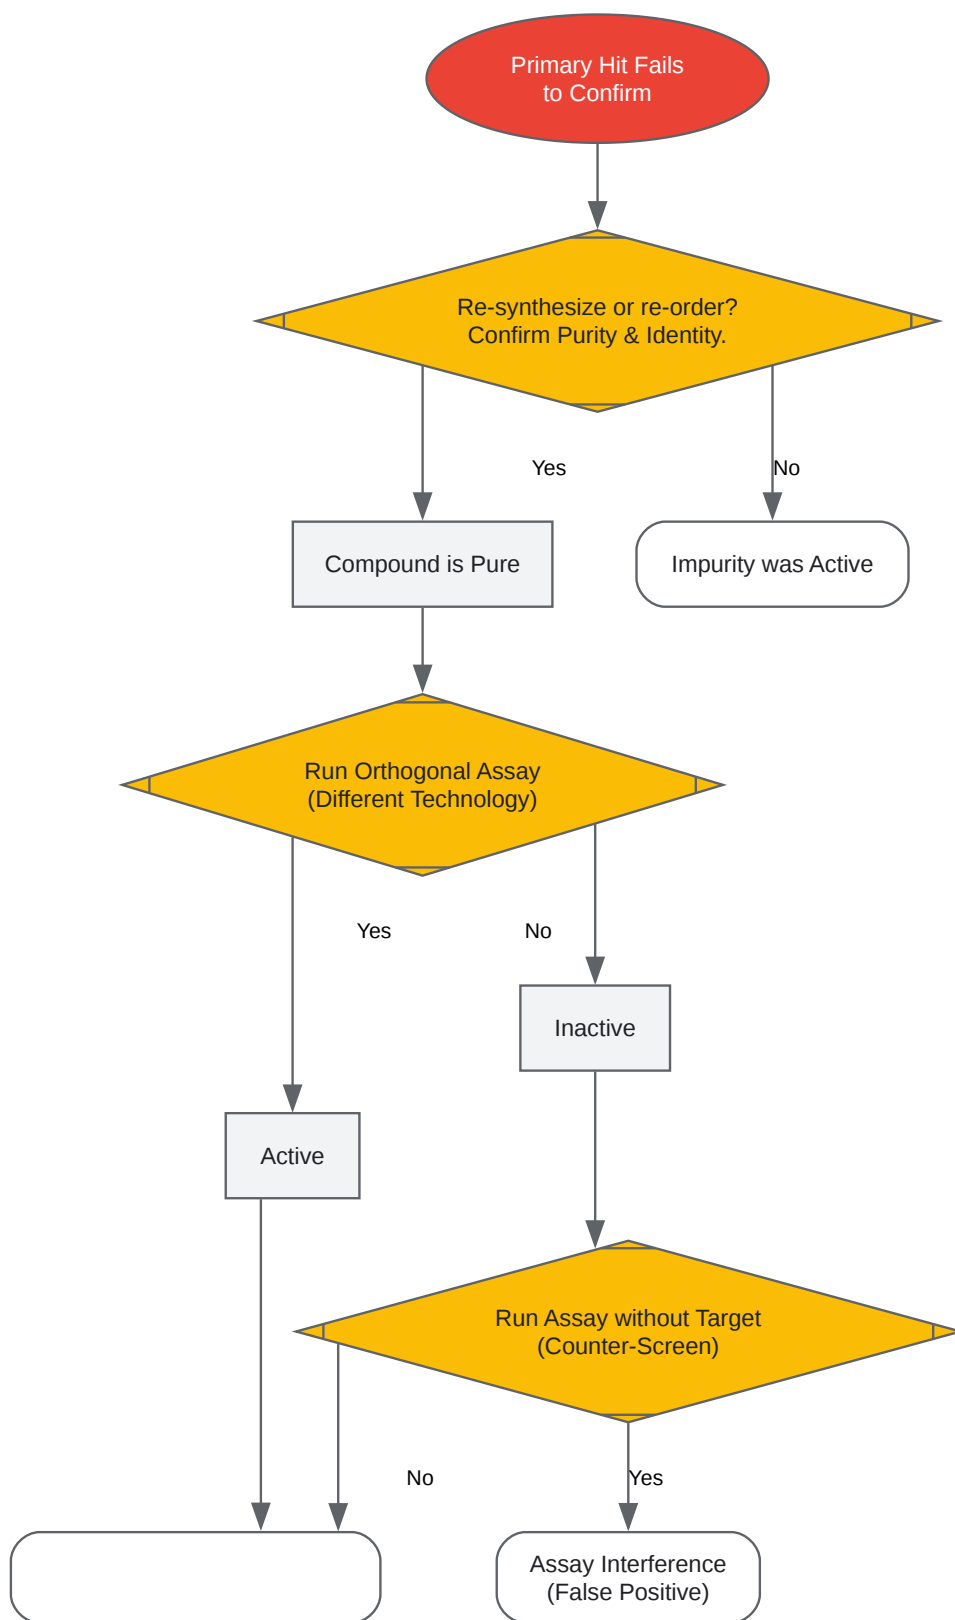 Primary Hit Fails
to Confirm
Re-synthesize or re-order?
Confirm Purity & Identity.
Yes
No
Compound is Pure
Impurity was Active
Run Orthogonal Assay
(Different Technology)
Yes
No
Inactive
Active
Run Assay without Target
(Counter-Screen)
No
Yes
Assay Interference
(False Positive)